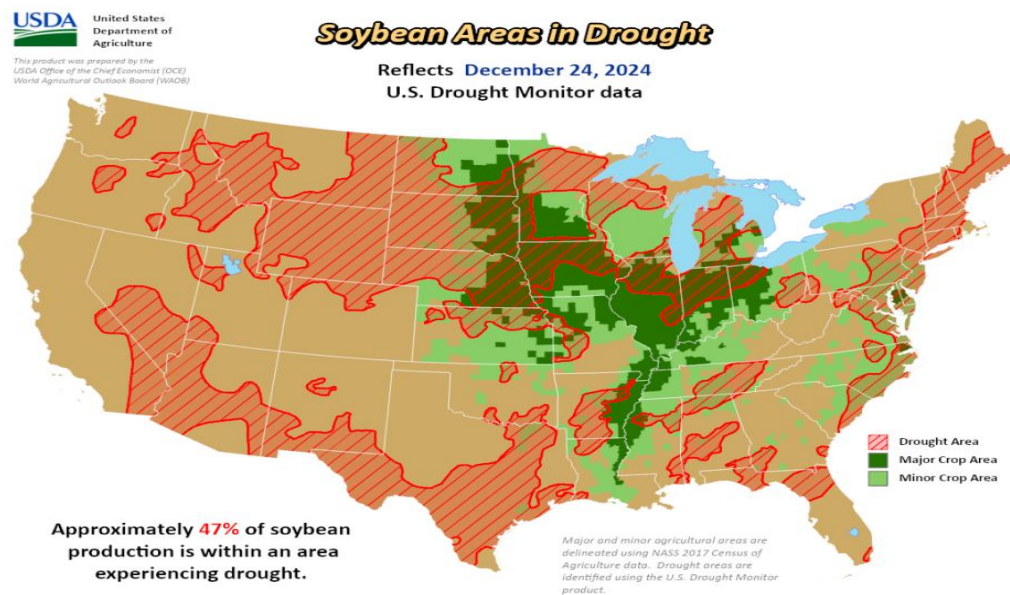 USDA
United States
Department of
Agriculture
This product was prepared by the
USDA Office of the Chief Economist (OCE)
World Agricultural Outlook Board (WAOB)
Soybean Areas in Drought
Reflects December 24, 2024
U.S. Drought Monitor data
Drought Area
Major Crop Area
Minor Crop Area
Approximately 47% of soybean
production is within an area
experiencing drought.
Major and minor agricultural areas are
delineated using NASS 2017 Census of
Agriculture data. Drought areas are
identified using the U.S. Drought Monitor
product.